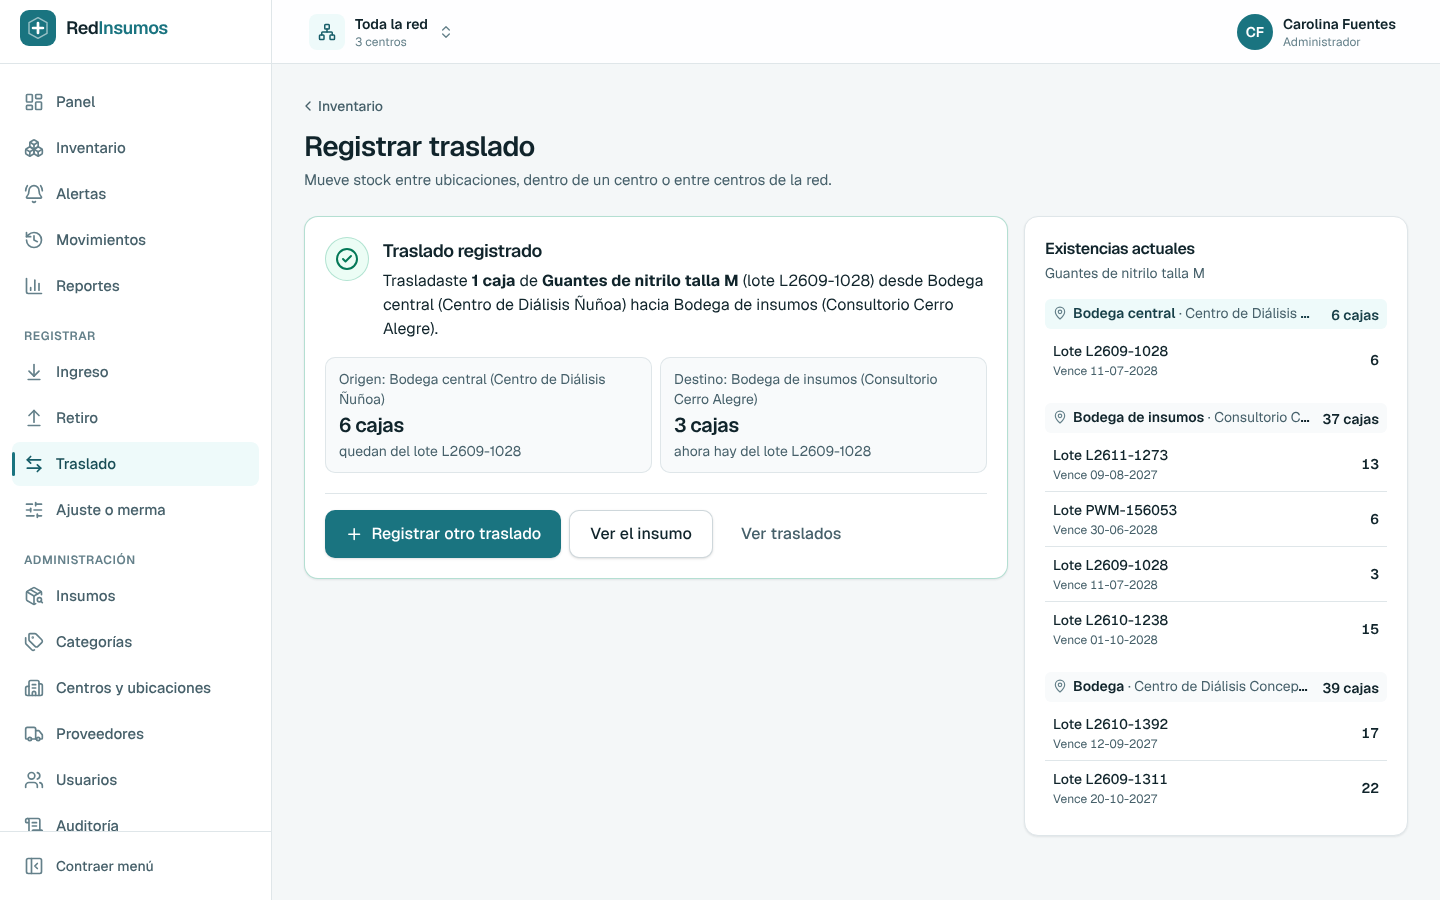 RedInsumos
Toda la red
3 centros
CF
Carolina Fuentes
Administrador
Panel
Inventario
Alertas
Movimientos
Reportes
REGISTRAR
Ingreso
Retiro
Traslado
Ajuste o merma
ADMINISTRACIÓN
Insumos
Categorías
Centros y ubicaciones
Proveedores
Usuarios
Auditoría
Contraer menú
Inventario
Registrar traslado
Mueve stock entre ubicaciones, dentro de un centro o entre centros de la red.
Traslado registrado
Trasladaste 1 caja de Guantes de nitrilo talla M (lote L2609-1028) desde Bodega
central (Centro de Diálisis Ñuñoa) hacia Bodega de insumos (Consultorio Cerro
Alegre).
Origen: Bodega central (Centro de Diálisis
Ñuñoa)
6 cajas
quedan del lote L2609-1028
Destino: Bodega de insumos (Consultorio
Cerro Alegre)
3 cajas
ahora hay del lote L2609-1028
Registrar otro traslado
Ver el insumo
Ver traslados
Existencias actuales
Guantes de nitrilo talla M
Bodega central · Centro de Diálisis ... 6 cajas
Lote L2609-1028
Vence 11-07-2028
6
Bodega de insumos · Consultorio C... 37 cajas
Lote L2611-1273
Vence 09-08-2027
13
Lote PWM-156053
Vence 30-06-2028
6
Lote L2609-1028
Vence 11-07-2028
3
Lote L2610-1238
Vence 01-10-2028
15
Bodega · Centro de Diálisis Concep... 39 cajas
Lote L2610-1392
Vence 12-09-2027
17
Lote L2609-1311
Vence 20-10-2027
22